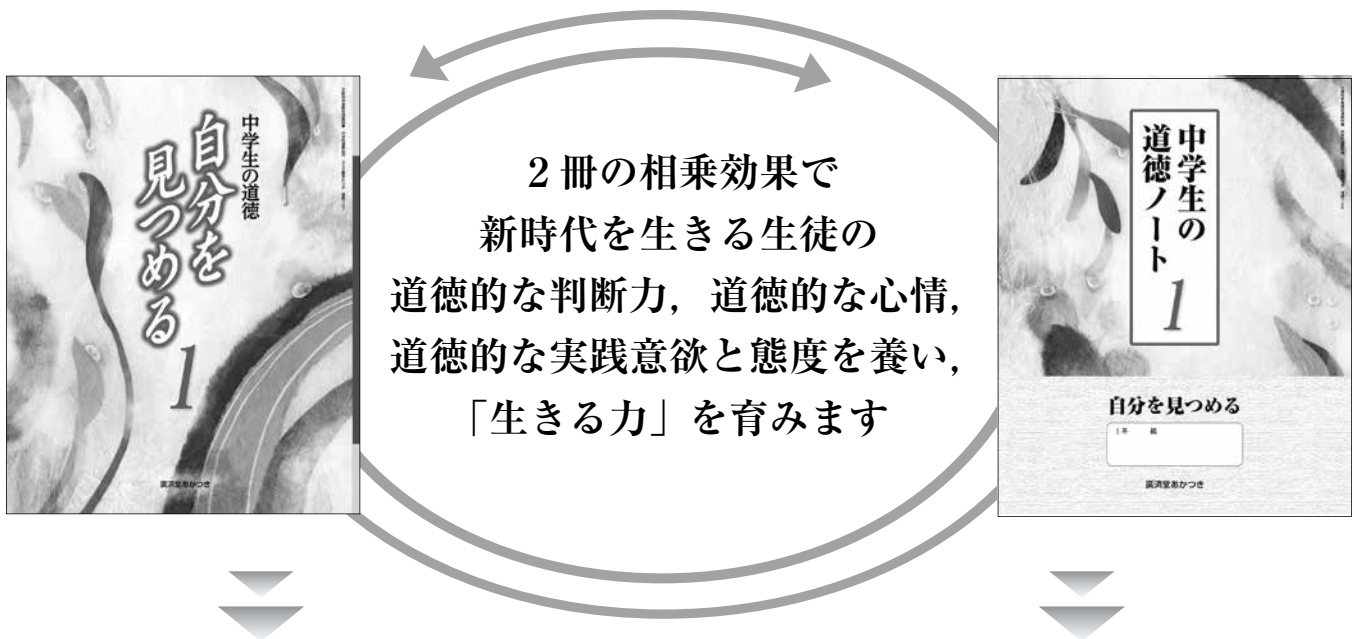 中学生の道徳
自分を
見つめる
1
廣済堂あかつき
2 冊の相乗効果で
新時代を生きる生徒の
道徳的な判断力，道徳的な心情，
道徳的な実践意欲と態度を養い，
「生きる力」を育みます
中学生の
道徳ノート
1
自分を見つめる
1年　組
廣済堂あかつき